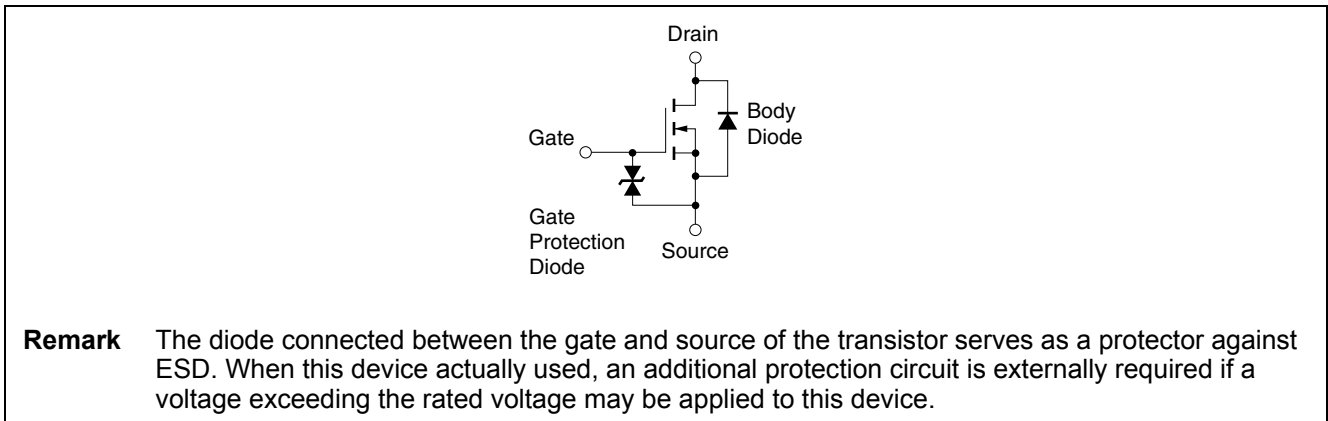 Drain
Body
Diode
Gate
Gate
Protection
Diode
Source
Remark The diode connected between the gate and source of the transistor serves as a protector against
ESD. When this device actually used, an additional protection circuit is externally required if a
voltage exceeding the rated voltage may be applied to this device.